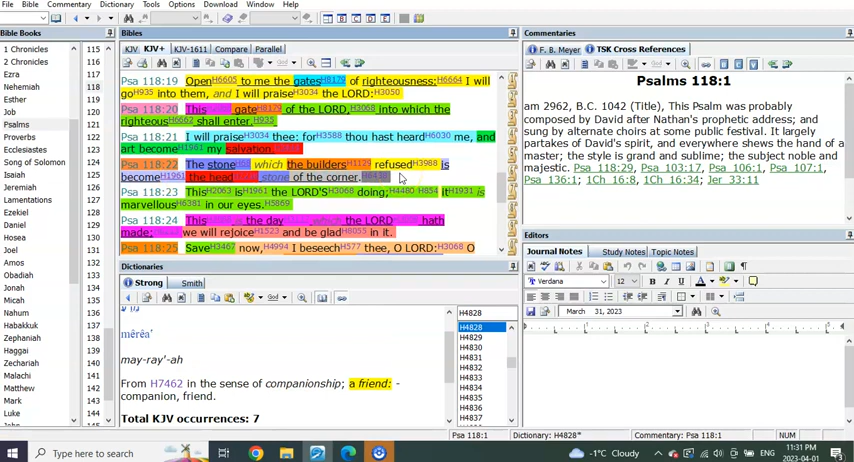 File Bible Commentary Dictionary Tools Options Download Window Help
Bible Books
1 Chronicles
2 Chronicles
Ezra
Nehemiah
Esther
Job
Psalms
Proverbs
Ecclesiastes
Song of Solomon
Isaiah
Jeremiah
Lamentations
Ezekiel
Daniel
Hosea
Joel
Amos
Obadiah
Jonah
Micah
Nahum
Habakkuk
Zephaniah
Haggai
Zechariah
Malachi
Matthew
Mark
Luke
115
116
117
118
119
120
121
122
123
124
125
126
127
128
129
130
131
132
133
134
135
136
137
138
139
140
141
142
143
144
Bibles
KJV KJV+ KJV-1611 Compare Parallel
Psa 118:19 Open H6605 to me the gates H8179 of righteousness: H6664 I will
go H935 into them, and I will praise H3034 the LORD: H3050
Psa 118:20 This gate H8179 of the LORD, H3068 into which the
righteous H6662 shall enter. H935
Psa 118:21 I will praise H3034 thee: for H3588 thou hast heard H6030 me, and
art become H1961 my salvation.
Psa 118:22 The stone H68 which the builders H1129 refused H3988 is
become H1961 the head stone of the corner. H6438
Psa 118:23 This H2063 is H1961 the LORD'S H3068 doing; H4480 H854 it H1931 is
marvellous H6381 in our eyes. H5869
Psa 118:24 This is the day which the LORD hath
made; we will rejoice H1523 and be glad H8055 in it.
Psa 118:25 Save H3467 now, H4994 I beseech H577 thee, O LORD: H3068 O
Dictionaries
Strong Smith
H4828
mêrêa'
may-ray'-ah
From H7462 in the sense of companionship; a friend: -
companion, friend.
Total KJV occurrences: 7
H4828
H4828
H4829
H4830
H4831
H4832
H4833
H4834
H4835
H4836
H4837
Commentaries
F. B. Meyer TSK Cross References
Psalms 118:1
am 2962, B.C. 1042 (Title), This Psalm was probably
composed by David after Nathan's prophetic address; and
sung by alternate choirs at some public festival. It largely
partakes of David's spirit, and everywhere shews the hand of a
master; the style is grand and sublime; the subject noble and
majestic. Psa 118:29, Psa 103:17, Psa 106:1, Psa 107:1,
Psa 136:1; 1Ch 16:8, 1Ch 16:34; Jer 33:11
Editors
Journal Notes Study Notes Topic Notes
Verdana 12 B I U
March 31, 2023
1 2 3 4 5
Psa 118:1 Dictionary: H4828* Commentary: Psa 118:1 NUM
Type here to search
-1°C Cloudy
ENG
11:31 PM
2023-04-01